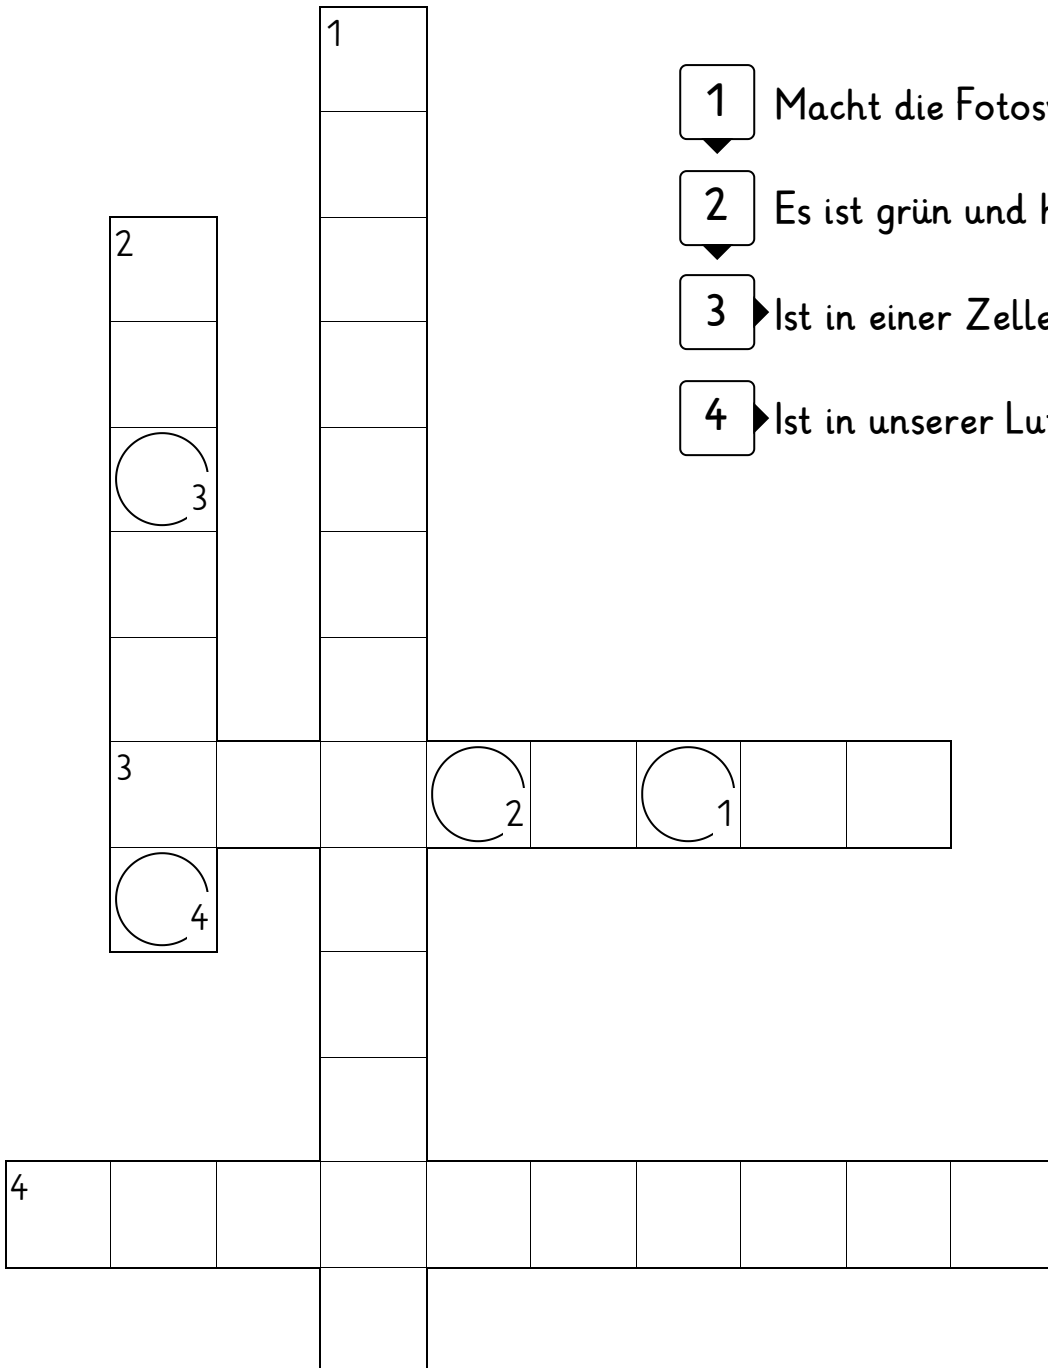 1
1 Macht die Fotos
2 Es ist grün und
2
3 Ist in einer Zelle
4 Ist in unserer Lu
3
3
2
1
4
4